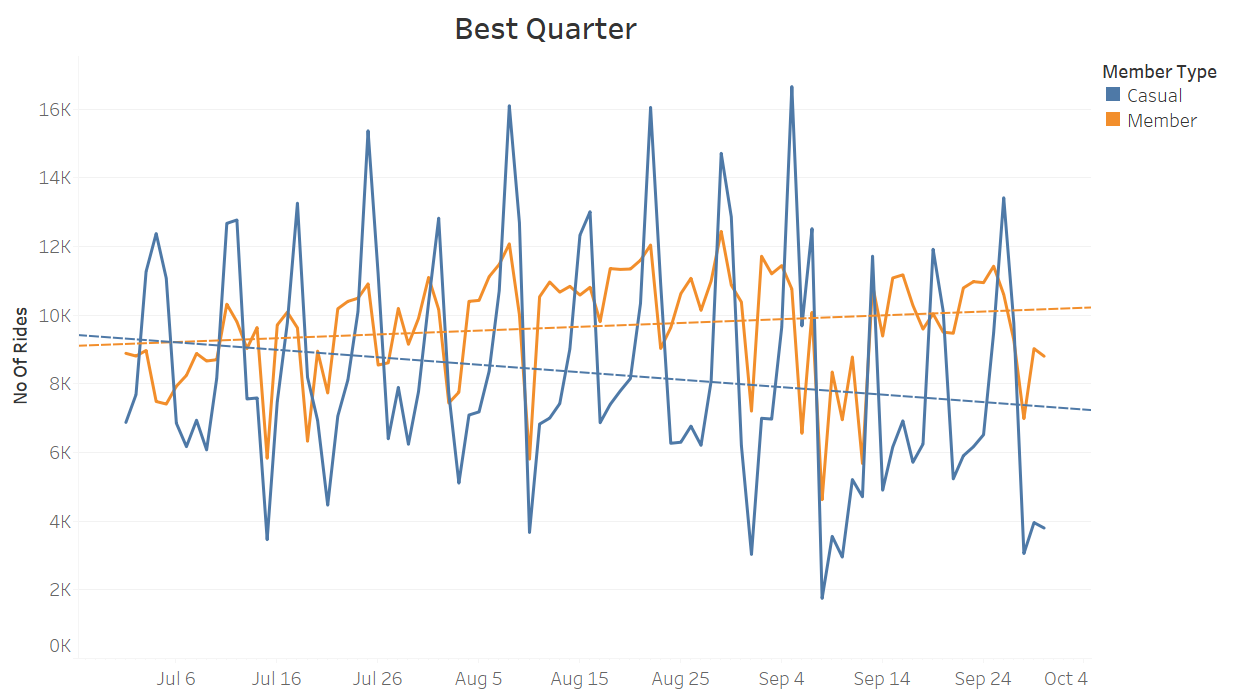 Best Quarter
Member Type
Casual
Member
No Of Rides
16K
14K
12K
10K
8K
6K
4K
2K
0K
Jul 6
Jul 16
Jul 26
Aug 5
Aug 15
Aug 25
Sep 4
Sep 14
Sep 24
Oct 4